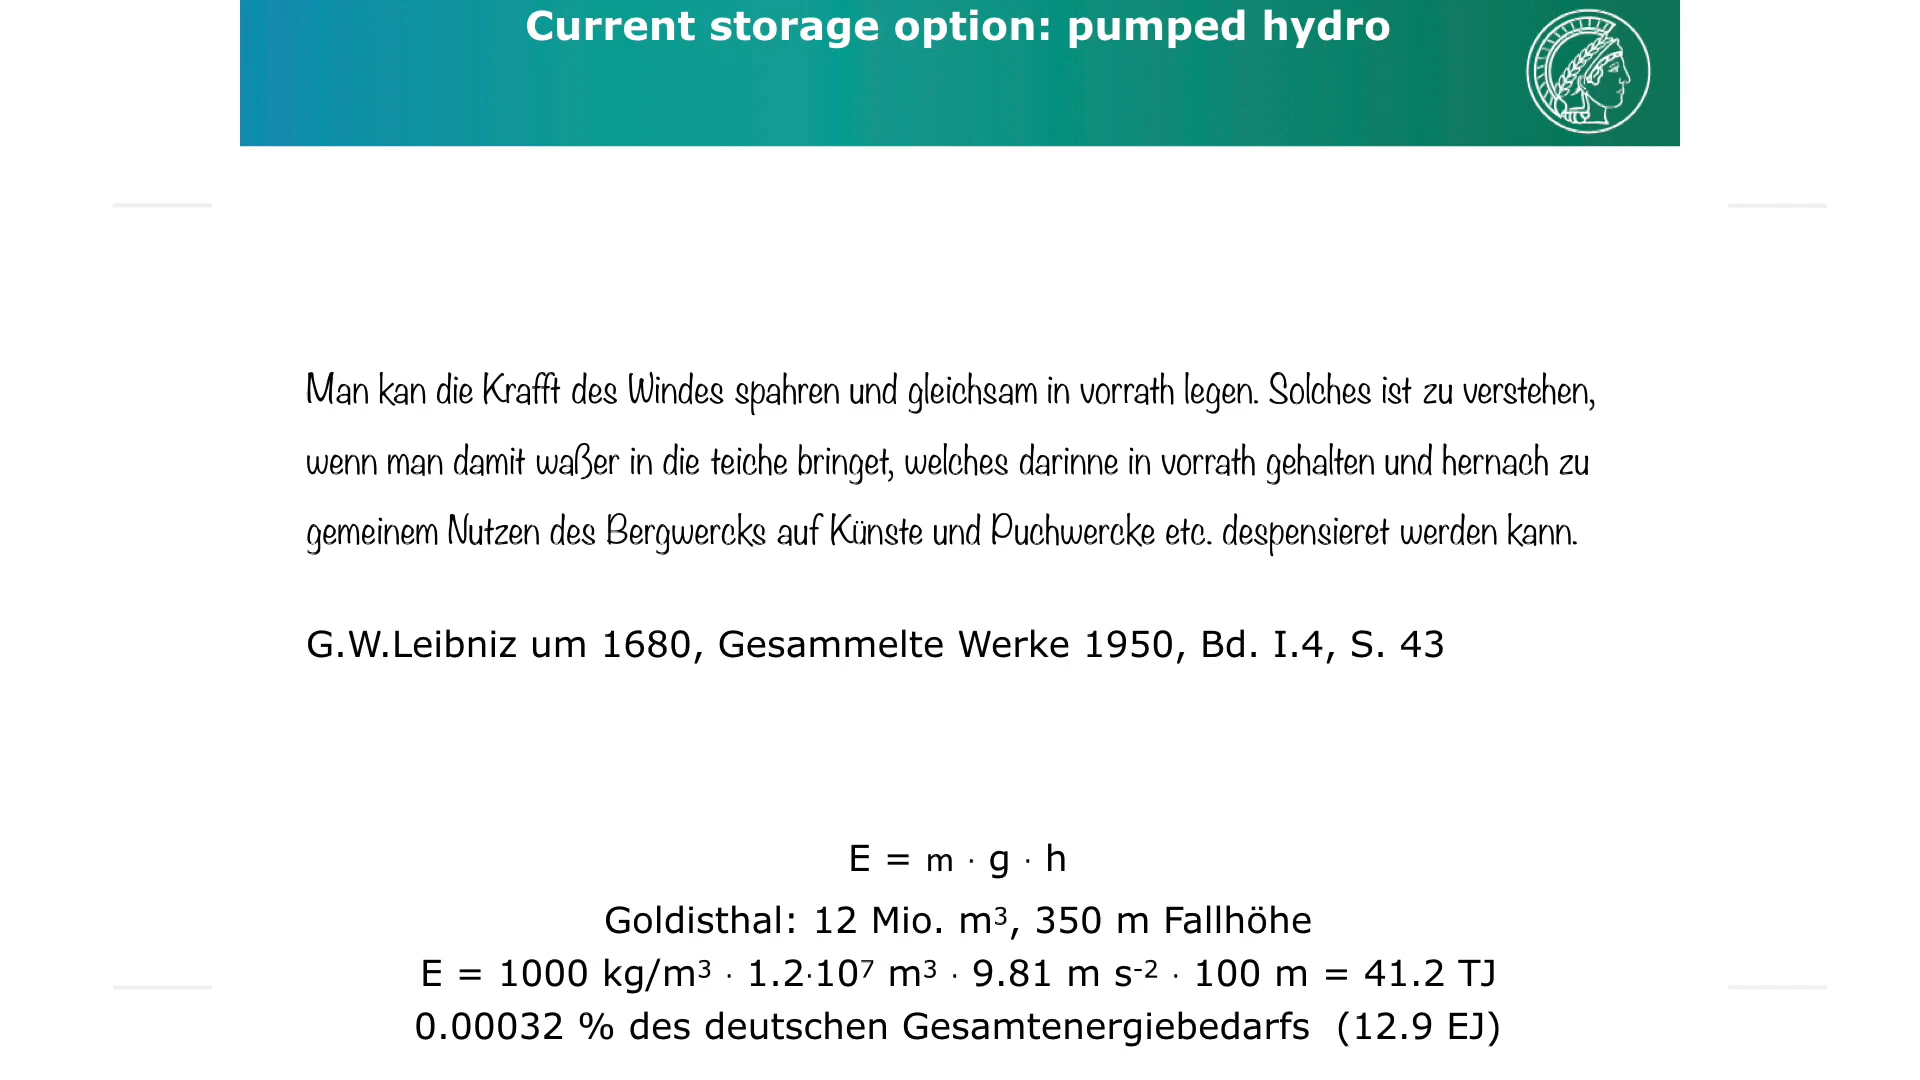 Current storage option: pumped hydro
Man kan die Krafft des Windes spahren und gleichsam in vorrath legen. Solches ist zu verstehen,
wenn man damit waßer in die teiche bringet, welches darinne in vorrath gehalten und hernach zu
gemeinem Nutzen des Bergwercks auf Künste und Puchwercke etc. despensieret werden kann.
G.W.Leibniz um 1680, Gesammelte Werke 1950, Bd. I.4, S. 43
E = m · g · h
Goldisthal: 12 Mio. m³, 350 m Fallhöhe
E = 1000 kg/m³ · 1.2·10⁷ m³ · 9.81 m s⁻² · 100 m = 41.2 TJ
0.00032 % des deutschen Gesamtenergiebedarfs (12.9 EJ)